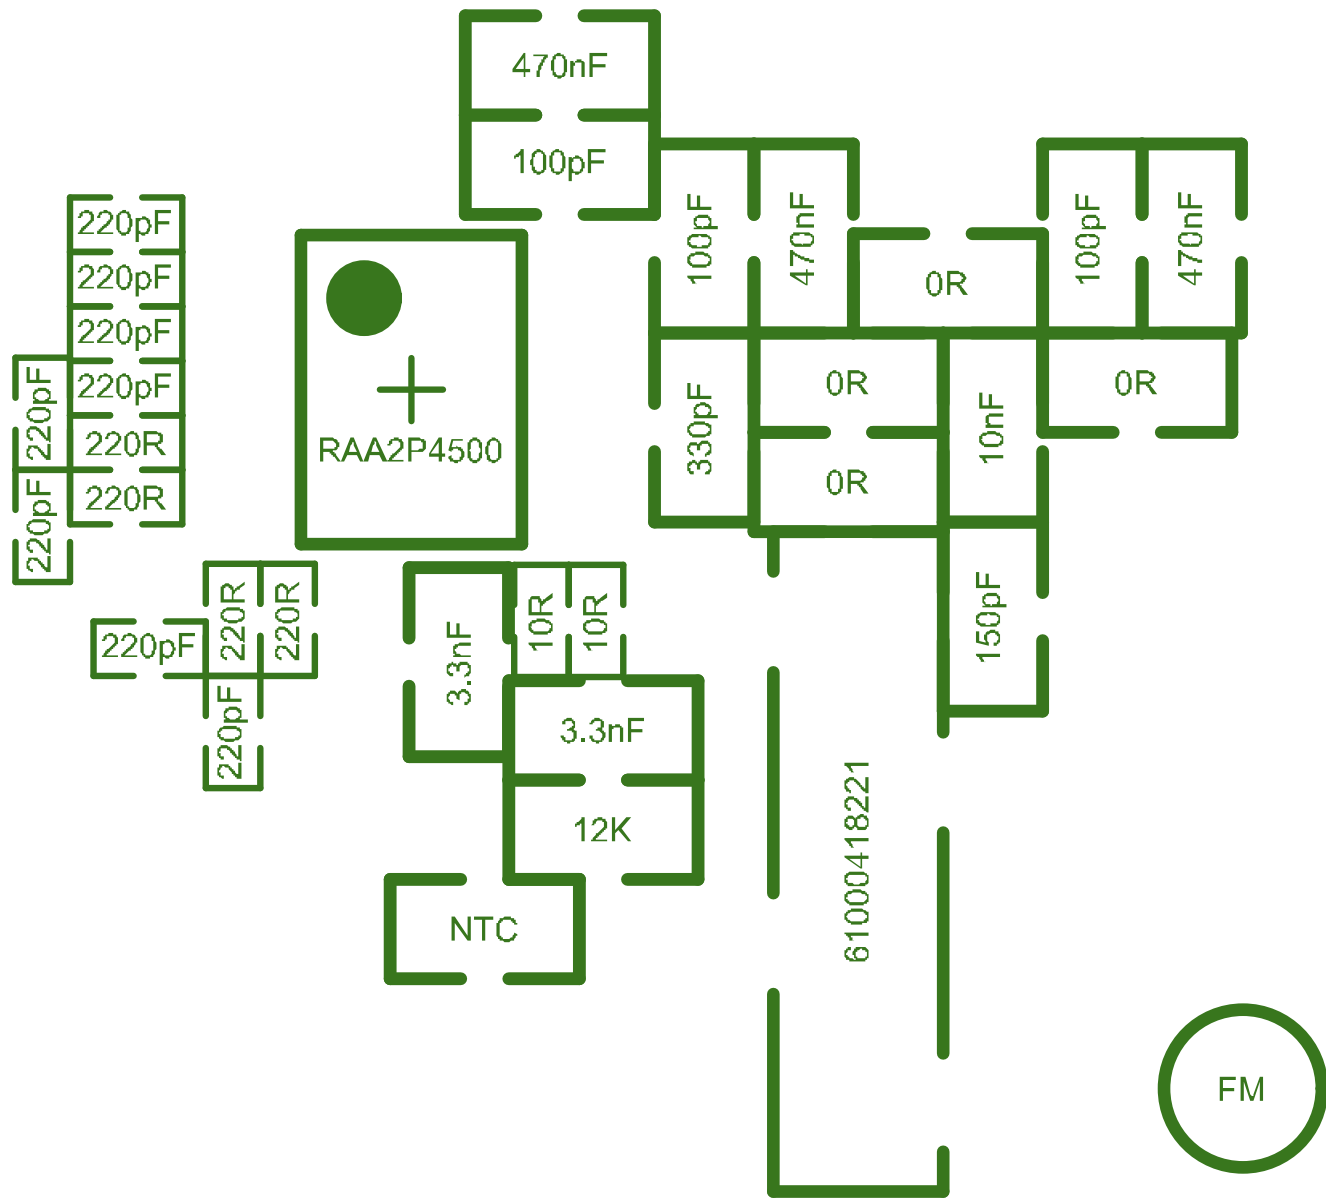 470nF
100pF
220pF
220pF
220pF
220pF
220R
220R
220pF
220pF
RAA2P4500
100pF
470nF
0R
100pF
470nF
0R
0R
0R
330pF
10nF
150pF
220R
220R
220pF
220pF
3.3nF
10R
10R
3.3nF
12K
NTC
61000418221
FM